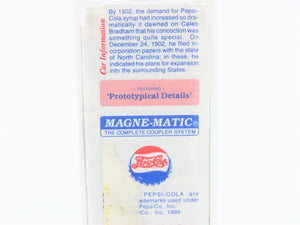 By 1902, the demand for Pepsi-
Cola syrup had increased so dra-
matically it dawned on Caleb
Bradham that his concoction was
something quite special. On
December 24, 1902, he filed in-
corporation papers with the state
of North Carolina; in these, he
indicated his plans for expansion
into the surrounding States.
Car Information
FEATURING
'Prototypical Details'
MAGNE-MATIC®
THE COMPLETE COUPLER SYSTEM
Pepsi-Cola
PEPSI-COLA are
demarks used under
PepsiCo, Inc.
Co., Inc. 1999